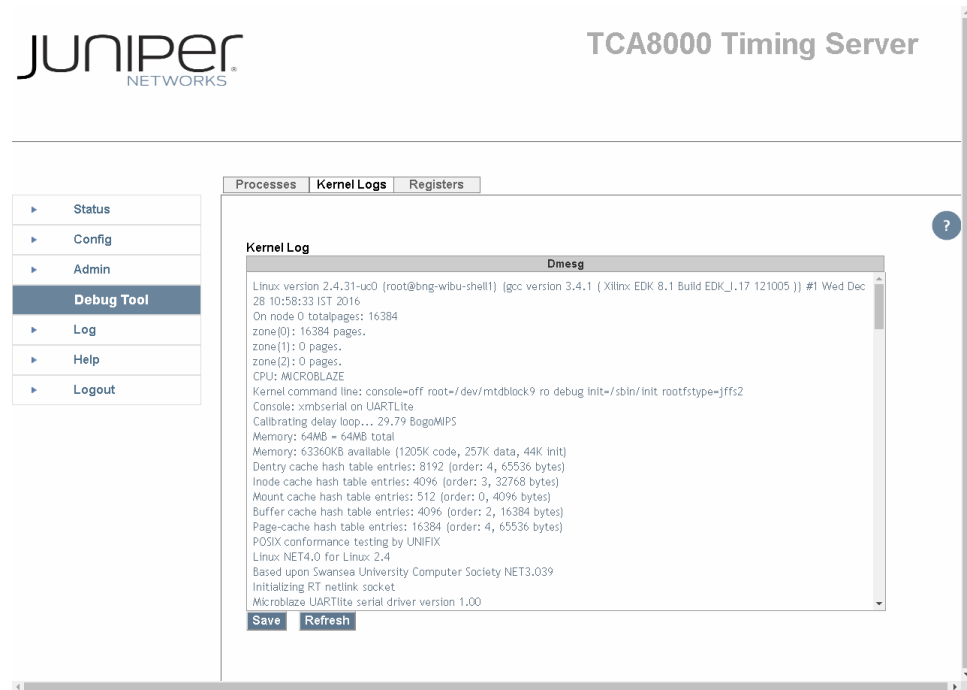 JUNIPER
NETWORKS
TCA8000 Timing Server
Processes Kernel Logs Registers
Status
Config
Admin
Debug Tool
Log
Help
Logout
?
Kernel Log
Dmesg
Linux version 2.4.31-uc0 (root@bng-wibu-shell1) (gcc version 3.4.1 ( Xilinx EDK 8.1 Build EDK_I.17 121005 )) #1 Wed Dec
28 10:58:33 IST 2016
On node 0 totalpages: 16384
zone(0): 16384 pages.
zone(1): 0 pages.
zone(2): 0 pages.
CPU: MICROBLAZE
Kernel command line: console=off root=/dev/mtdblock9 ro debug init=/sbin/init rootfstype=jffs2
Console: xmbserial on UARTLite
Calibrating delay loop... 29.79 BogoMIPS
Memory: 64MB = 64MB total
Memory: 63360KB available (1205K code, 257K data, 44K init)
Dentry cache hash table entries: 8192 (order: 4, 65536 bytes)
Inode cache hash table entries: 4096 (order: 3, 32768 bytes)
Mount cache hash table entries: 512 (order: 0, 4096 bytes)
Buffer cache hash table entries: 4096 (order: 2, 16384 bytes)
Page-cache hash table entries: 16384 (order: 4, 65536 bytes)
POSIX conformance testing by UNIFIX
Linux NET4.0 for Linux 2.4
Based upon Swansea University Computer Society NET3.039
Initializing RT netlink socket
Microblaze UARTlite serial driver version 1.00
Save Refresh